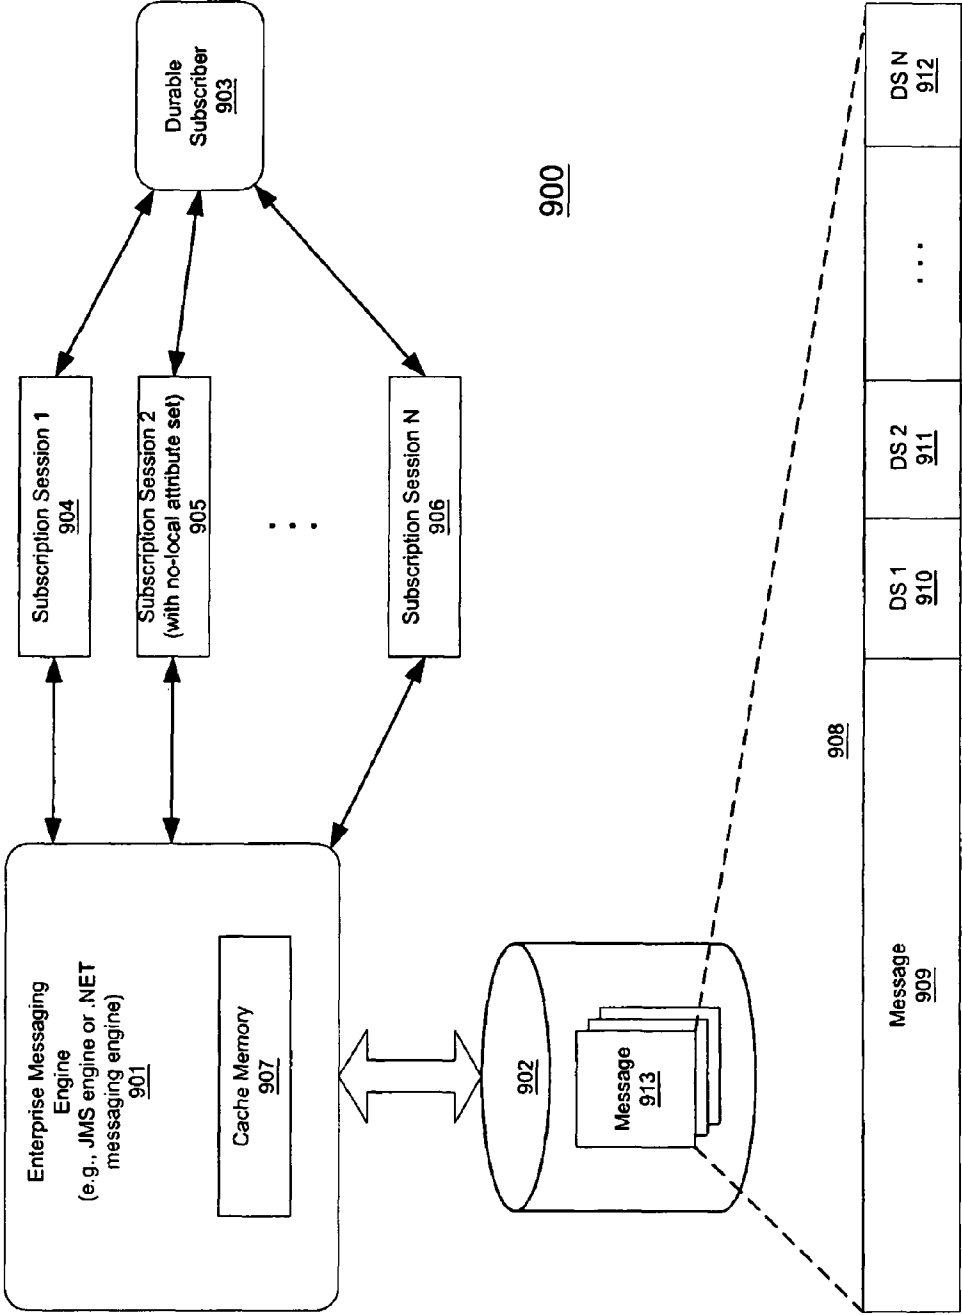 Enterprise Messaging
Engine
(e.g., JMS engine or .NET
messaging engine)
901
Cache Memory
907
Subscription Session 1
904
Subscription Session 2
(with no-local attribute set)
905
. . .
Subscription Session N
906
Durable
Subscriber
903
900
902
Message
913
908
Message
909
DS 1
910
DS 2
911
. . .
DS N
912